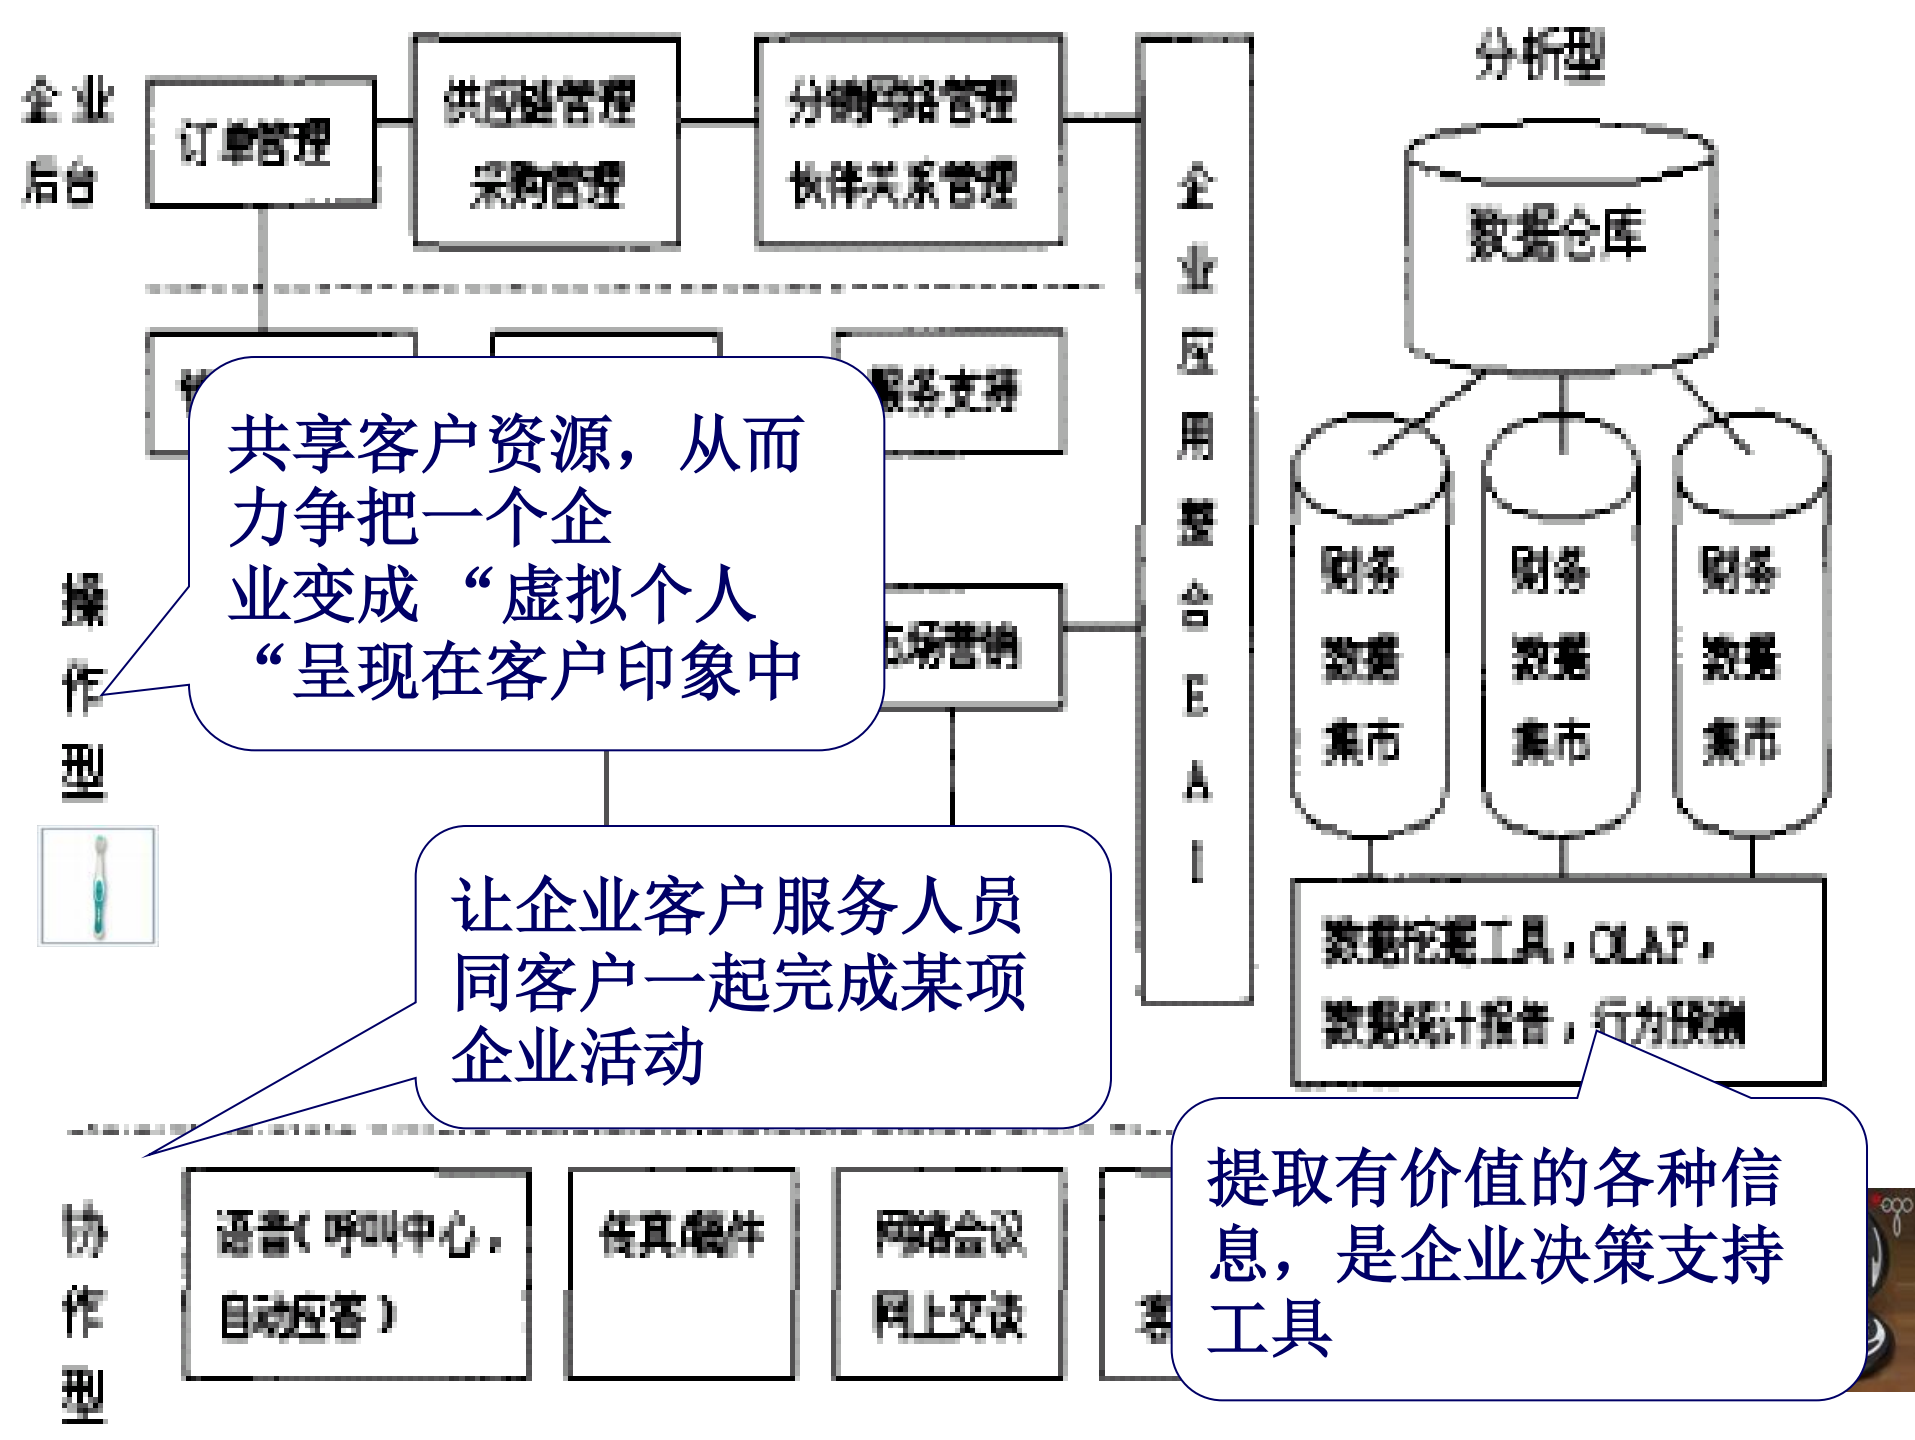 企业
后台
订单管理
供应链管理
采购管理
分销网络管理
伙伴关系管理
企业应用整合EAI
分析型
数据仓库
服务支持
共享客户资源，从而
力争把一个企
业变成 “虚拟个人
“呈现在客户印象中
操作型
市场营销
财务
数据
集市
财务
数据
集市
财务
数据
集市
让企业客户服务人员
同客户一起完成某项
企业活动
数据挖掘工具，OLAP，
数据统计报告，行为预测
提取有价值的各种信
息，是企业决策支持
工具
协作型
语音（呼叫中心，
自动应答）
传真/邮件
网络会议
网上交谈